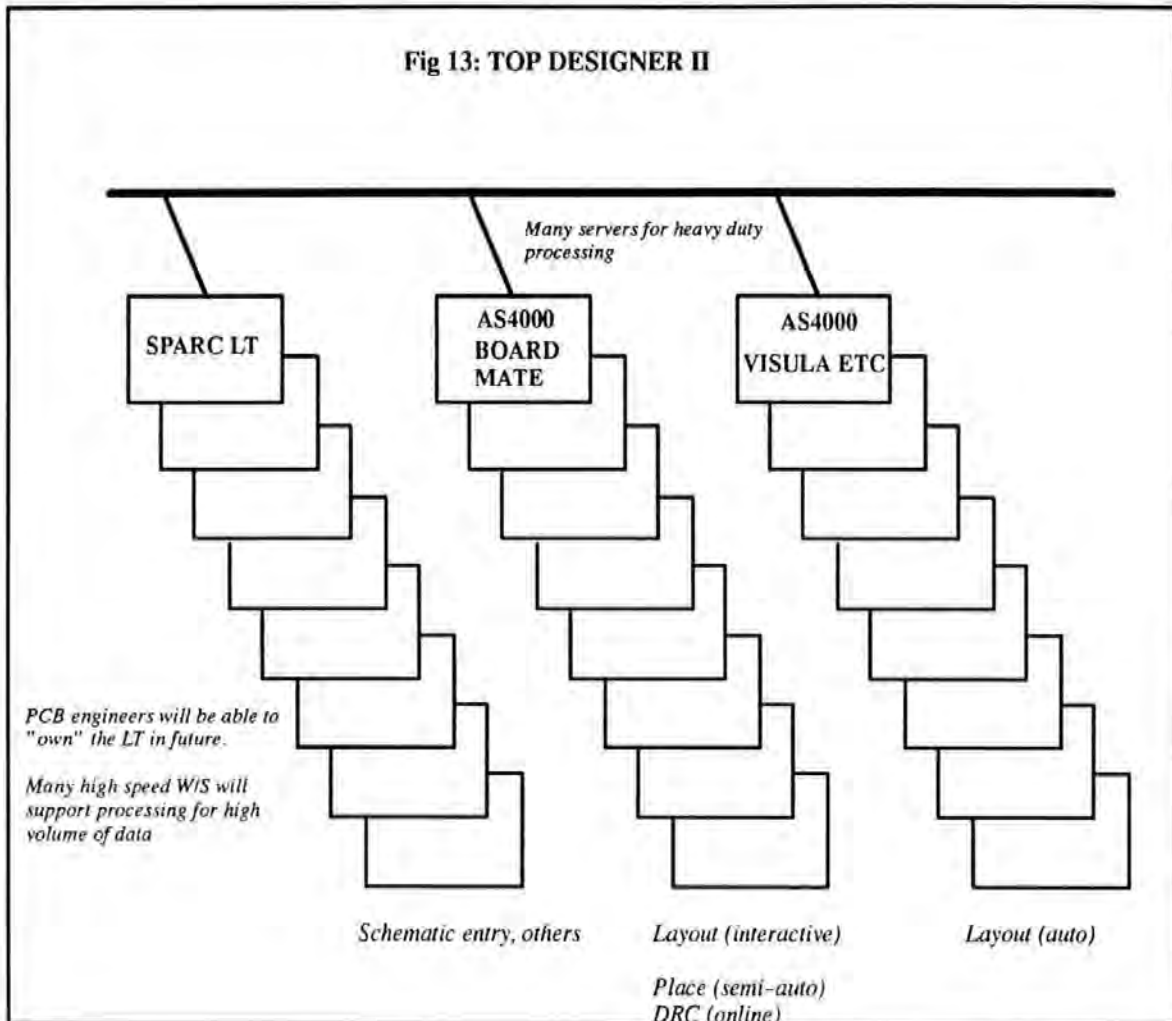 Fig 13: TOP DESIGNER II
Many servers for heavy duty
processing
SPARC LT
AS4000
BOARD
MATE
AS4000
VISULA ETC
PCB engineers will be able to
"own" the LT in future.
Many high speed W/S will
support processing for high
volume of data
Schematic entry, others
Layout (interactive)
Place (semi-auto)
DRC (online)
Layout (auto)